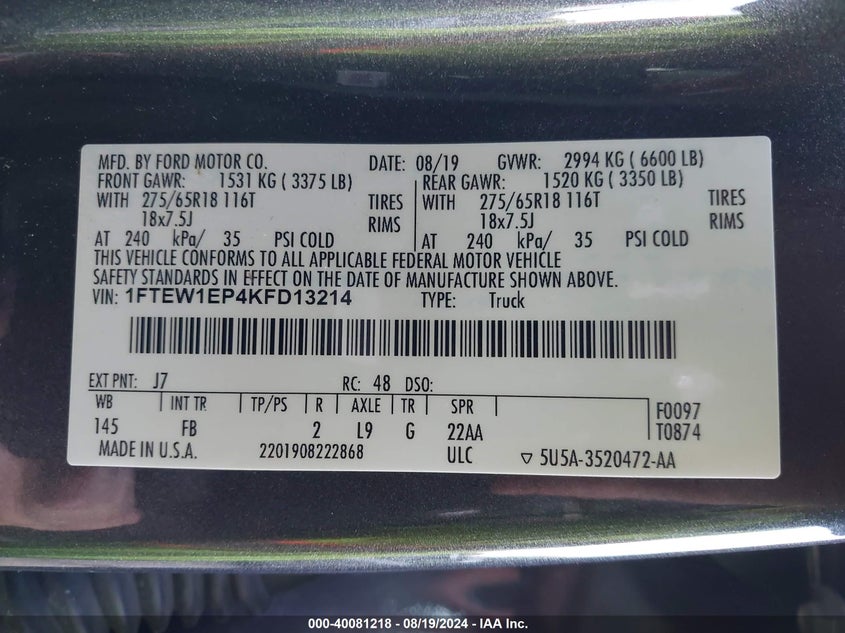 MFD. BY FORD MOTOR CO. DATE: 08/19 GVWR: 2994 KG ( 6600 LB)
FRONT GAWR: 1531 KG ( 3375 LB) REAR GAWR: 1520 KG ( 3350 LB)
WITH 275/65R18 116T TIRES WITH 275/65R18 116T TIRES
18x7.5J RIMS 18x7.5J RIMS
AT 240 kPa/ 35 PSI COLD AT 240 kPa/ 35 PSI COLD
THIS VEHICLE CONFORMS TO ALL APPLICABLE FEDERAL MOTOR VEHICLE
SAFETY STANDARDS IN EFFECT ON THE DATE OF MANUFACTURE SHOWN ABOVE.
VIN: 1FTEW1EP4KFD13214 TYPE: Truck
EXT PNT: J7 RC: 48 DSO:
WB INT TR TP/PS R AXLE TR SPR F0097
145 FB 2 L9 G 22AA T0874
MADE IN U.S.A. 2201908222868 ULC ▽ 5U5A-3520472-AA
000-40081218 - 08/19/2024 - IAA Inc.